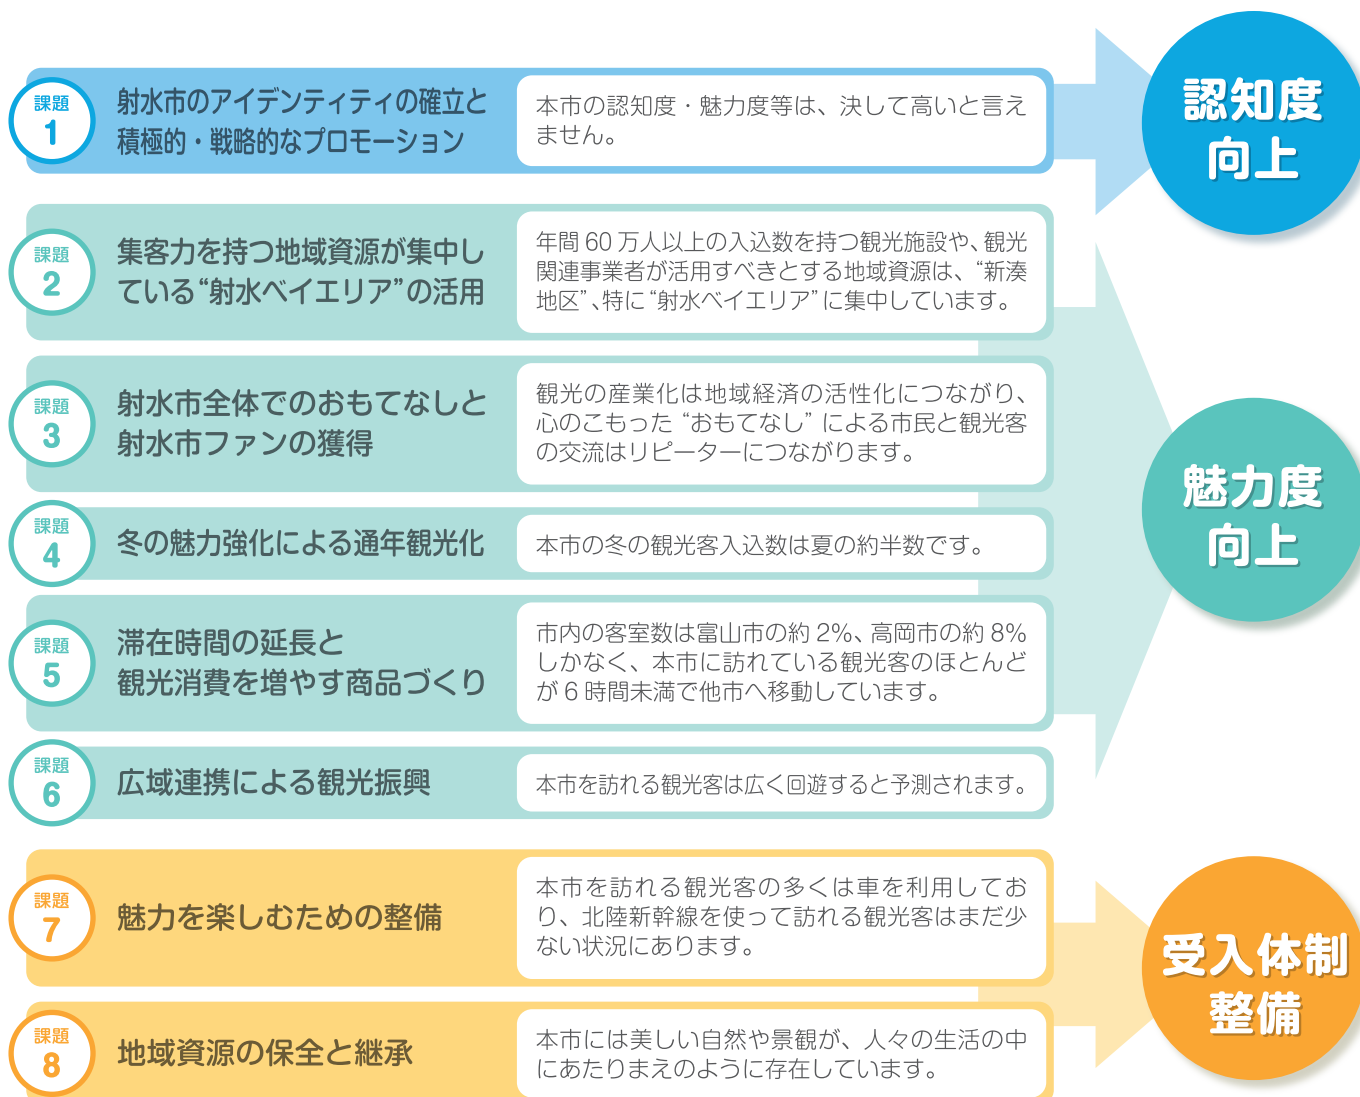 課題
1
射水市のアイデンティティの確立と
積極的・戦略的なプロモーション
本市の認知度・魅力度等は、決して高いと言え
ません。
認知度
向上
課題
2
集客力を持つ地域資源が集中し
ている“射水ベイエリア”の活用
年間 60 万人以上の入込数を持つ観光施設や、観光
関連事業者が活用すべきとする地域資源は、“新湊
地区”、特に“射水ベイエリア”に集中しています。
課題
3
射水市全体でのおもてなしと
射水市ファンの獲得
観光の産業化は地域経済の活性化につながり、
心のこもった“おもてなし”による市民と観光客
の交流はリピーターにつながります。
課題
4
冬の魅力強化による通年観光化
本市の冬の観光客入込数は夏の約半数です。
課題
5
滞在時間の延長と
観光消費を増やす商品づくり
市内の客室数は富山市の約 2%、高岡市の約 8%
しかなく、本市に訪れている観光客のほとんど
が 6 時間未満で他市へ移動しています。
課題
6
広域連携による観光振興
本市を訪れる観光客は広く回遊すると予測されます。
魅力度
向上
課題
7
魅力を楽しむための整備
本市を訪れる観光客の多くは車を利用してお
り、北陸新幹線を使って訪れる観光客はまだ少
ない状況にあります。
課題
8
地域資源の保全と継承
本市には美しい自然や景観が、人々の生活の中
にあたりまえのように存在しています。
受入体制
整備